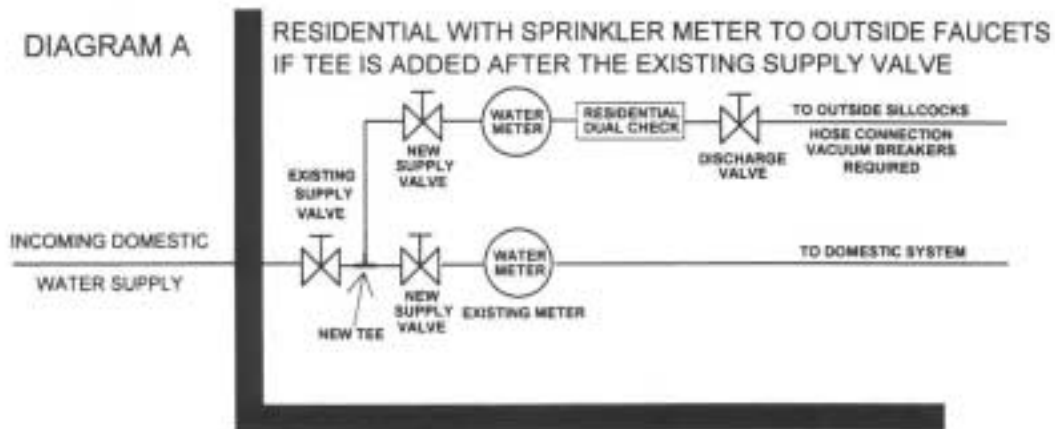 DIAGRAM A
RESIDENTIAL WITH SPRINKLER METER TO OUTSIDE FAUCETS
IF TEE IS ADDED AFTER THE EXISTING SUPPLY VALVE
WATER
METER
RESIDENTIAL
DUAL CHECK
TO OUTSIDE SILLCOCKS
HOSE CONNECTION
VACUUM BREAKERS
REQUIRED
NEW
SUPPLY
VALVE
DISCHARGE
VALVE
EXISTING
SUPPLY
VALVE
INCOMING DOMESTIC
WATER SUPPLY
WATER
METER
TO DOMESTIC SYSTEM
NEW
SUPPLY
VALVE
EXISTING METER
NEW TEE